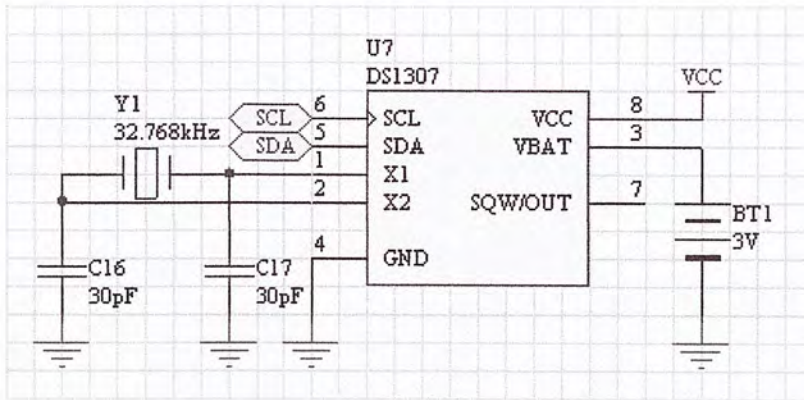 U7
DS1307
VCC
Y1
32.768kHz
SCL 6 SCL VCC 8
SDA 5 SDA VBAT 3
1 X1
2 X2 SQW/OUT 7
BT1
3V
4 GND
C16
30pF
C17
30pF